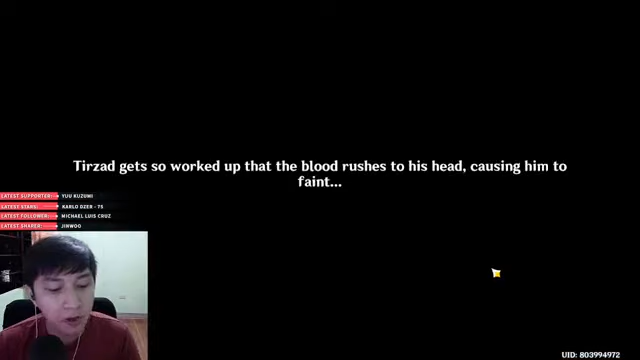 Tirzad gets so worked up that the blood rushes to his head, causing him to
faint...
LATEST SUPPORTER: YUU KUZUMI
LATEST STARS: KARLO DZER - 75
LATEST FOLLOWER: MICHAEL LUIS CRUZ
LATEST SHARER: JINWOO
UID: 803994972